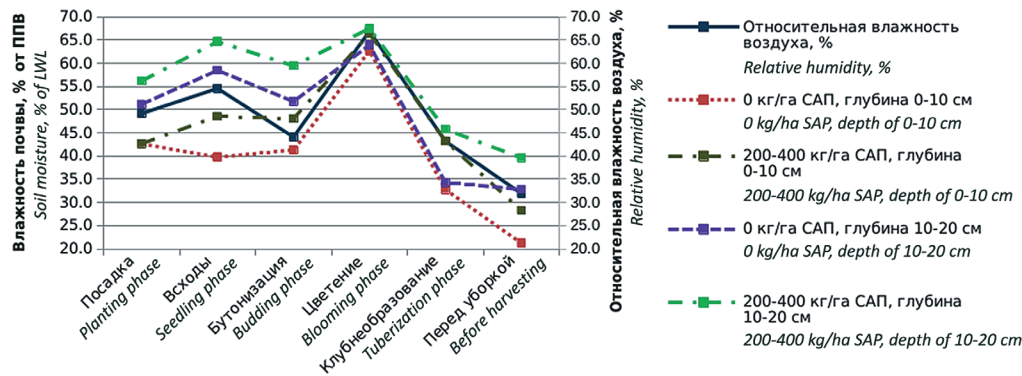 Влажность почвы, % от ППВ
Soil moisture, % of LWL
70.0
65.0
60.0
55.0
50.0
45.0
40.0
35.0
30.0
25.0
20.0
70.0
65.0
60.0
55.0
50.0
45.0
40.0
35.0
30.0
25.0
20.0
Относительная влажность воздуха, %
Relative humidity, %
Посадка
Planting phase
Всходы
Seedling phase
Бутонизация
Budding phase
Цветение
Blooming phase
Клубнеобразование
Tuberization phase
Перед уборкой
Before harvesting
Относительная влажность
воздуха, %
Relative humidity, %
0 кг/га САП, глубина 0-10 см
0 kg/ha SAP, depth of 0-10 cm
200-400 кг/га САП, глубина
0-10 см
200-400 kg/ha SAP, depth of 0-10 cm
0 кг/га САП, глубина 10-20 см
0 kg/ha SAP, depth of 10-20 cm
200-400 кг/га САП, глубина
10-20 см
200-400 kg/ha SAP, depth of 10-20 cm